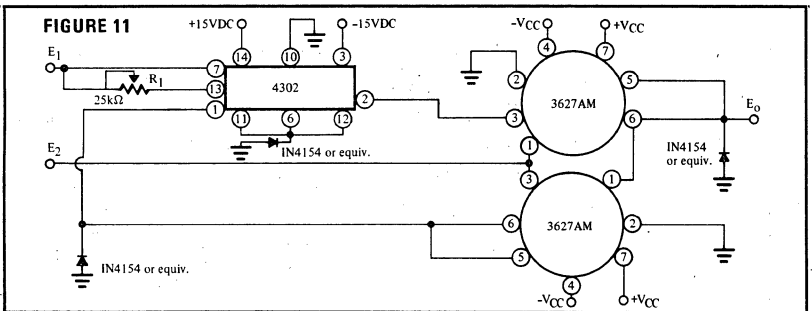 FIGURE 11
+15VDC
-15VDC
-VCC
+VCC
E1
14
10
3
4
7
7
R1
13
4302
2
2
5
25kΩ
1
3627AM
E0
11
6
12
3
6
IN4154 or equiv.
1
IN4154
or equiv.
E2
3
1
6
3627AM
2
5
7
IN4154 or equiv.
4
-VCC
+VCC